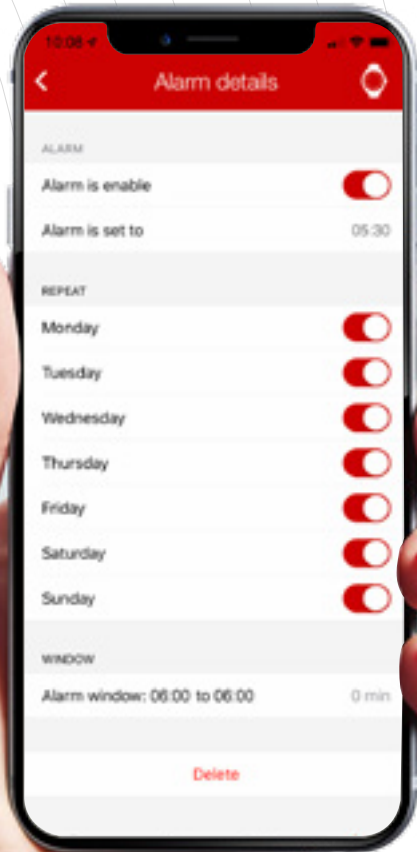 10:08
Alarm details
ALARM
Alarm is enable
Alarm is set to 05:30
REPEAT
Monday
Tuesday
Wednesday
Thursday
Friday
Saturday
Sunday
WINDOW
Alarm window: 06:00 to 06:00 0 min
Delete